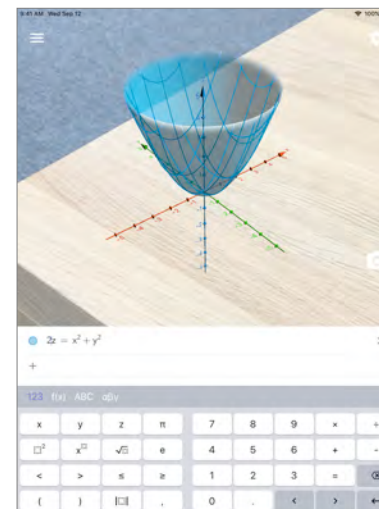 9:41 AM Wed Sep 12 100%
2z = x² + y²
+
123 f(x) ABC αβγ
x y z π 7 8 9 × ÷
□² x□ √□ e 4 5 6 + -
< > ≤ ≥ 1 2 3 =
( ) |□| , 0 . < >